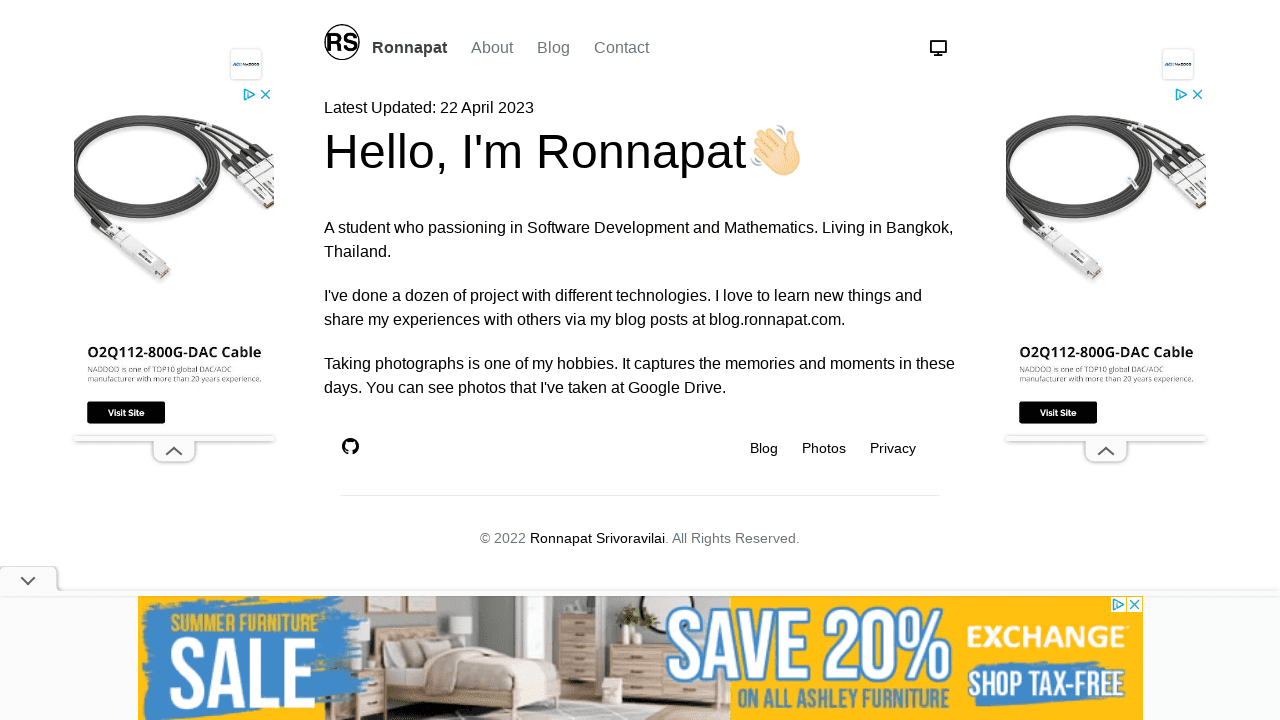 RS Ronnapat About Blog Contact
Latest Updated: 22 April 2023
Hello, I'm Ronnapat👋🏻
A student who passioning in Software Development and Mathematics. Living in Bangkok,
Thailand.
I've done a dozen of project with different technologies. I love to learn new things and
share my experiences with others via my blog posts at blog.ronnapat.com.
Taking photographs is one of my hobbies. It captures the memories and moments in these
days. You can see photos that I've taken at Google Drive.
Blog Photos Privacy
© 2022 Ronnapat Srivoravilai. All Rights Reserved.
O2Q112-800G-DAC Cable
NADDOD is one of TOP10 global DAC/AOC
manufacturer with more than 20 years experience.
Visit Site
O2Q112-800G-DAC Cable
NADDOD is one of TOP10 global DAC/AOC
manufacturer with more than 20 years experience.
Visit Site
SUMMER FURNITURE
SALE
SAVE 20%
ON ALL ASHLEY FURNITURE
EXCHANGE
SHOP TAX-FREE